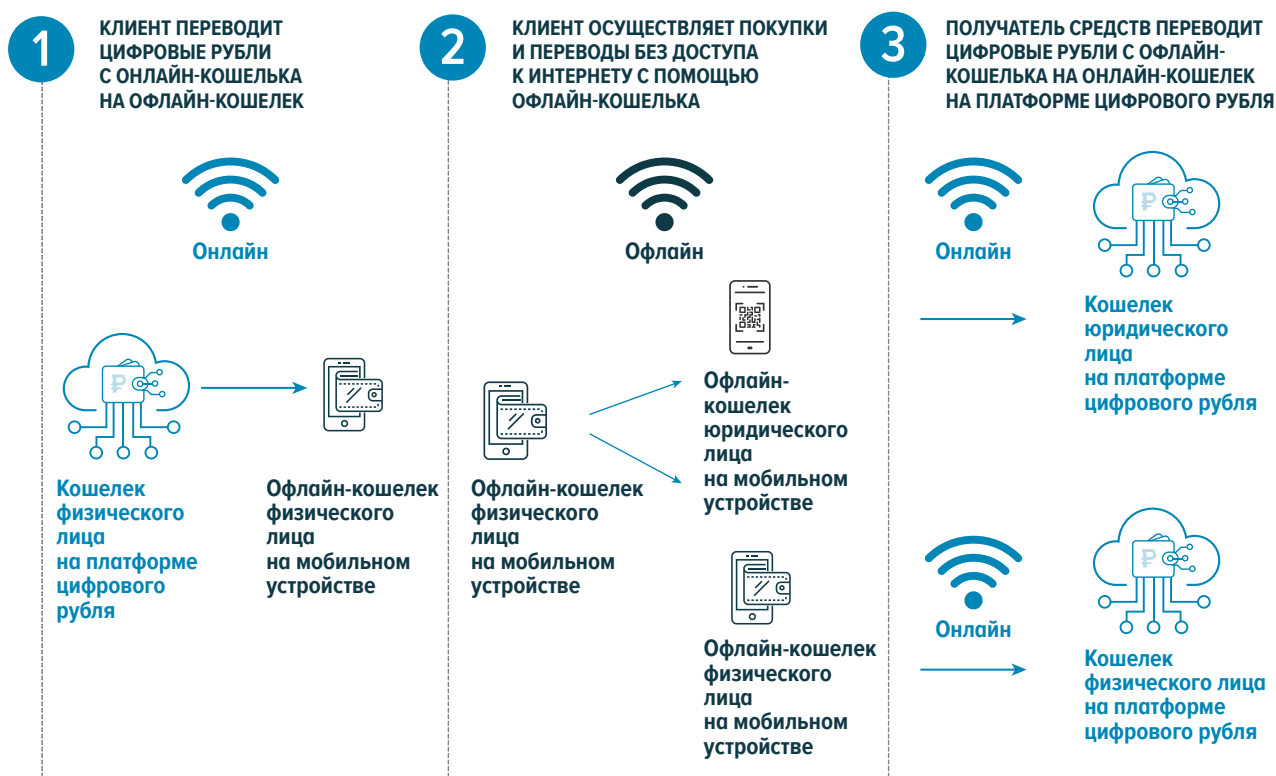 1
КЛИЕНТ ПЕРЕВОДИТ
ЦИФРОВЫЕ РУБЛИ
С ОНЛАЙН-КОШЕЛЬКА
НА ОФЛАЙН-КОШЕЛЕК
Онлайн
₽
Кошелек
физического
лица
на платформе
цифрового
рубля
Офлайн-кошелек
физического
лица
на мобильном
устройстве
2
КЛИЕНТ ОСУЩЕСТВЛЯЕТ ПОКУПКИ
И ПЕРЕВОДЫ БЕЗ ДОСТУПА
К ИНТЕРНЕТУ С ПОМОЩЬЮ
ОФЛАЙН-КОШЕЛЬКА
Офлайн
Офлайн-кошелек
физического
лица
на мобильном
устройстве
Офлайн-
кошелек
юридического
лица
на мобильном
устройстве
Офлайн-кошелек
физического
лица
на мобильном
устройстве
3
ПОЛУЧАТЕЛЬ СРЕДСТВ ПЕРЕВОДИТ
ЦИФРОВЫЕ РУБЛИ С ОФЛАЙН-
КОШЕЛЬКА НА ОНЛАЙН-КОШЕЛЕК
НА ПЛАТФОРМЕ ЦИФРОВОГО РУБЛЯ
Онлайн
₽
Кошелек
юридического
лица
на платформе
цифрового рубля
Онлайн
₽
Кошелек
физического лица
на платформе
цифрового рубля